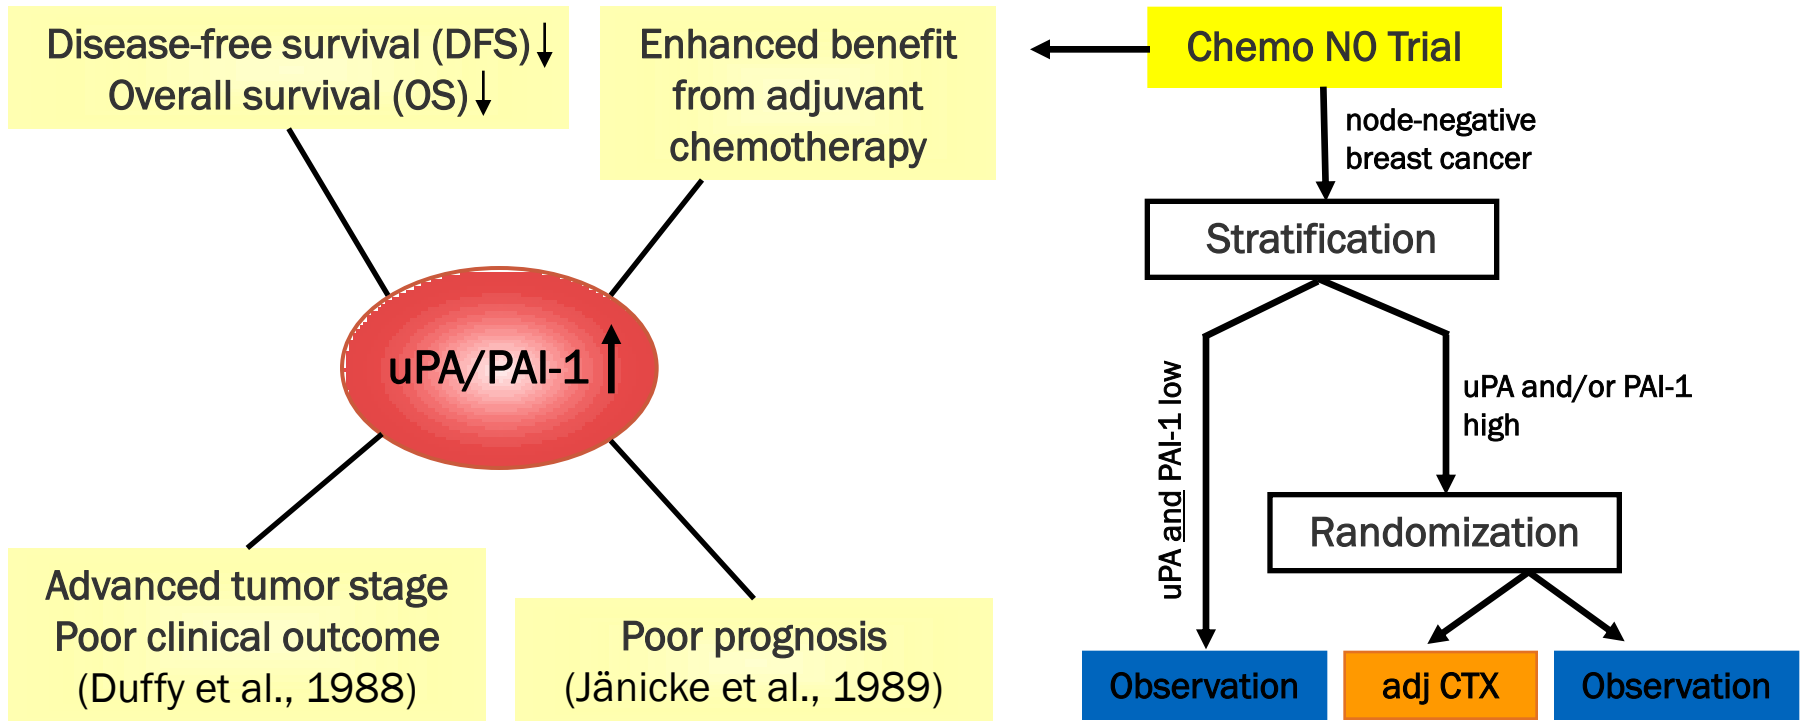 Disease-free survival (DFS)↓
Overall survival (OS)↓
Enhanced benefit
from adjuvant
chemotherapy
uPA/PAI-1↑
Advanced tumor stage
Poor clinical outcome
(Duffy et al., 1988)
Poor prognosis
(Jänicke et al., 1989)
Chemo NO Trial
node-negative
breast cancer
Stratification
uPA and PAI-1 low
uPA and/or PAI-1
high
Randomization
Observation
adj CTX
Observation